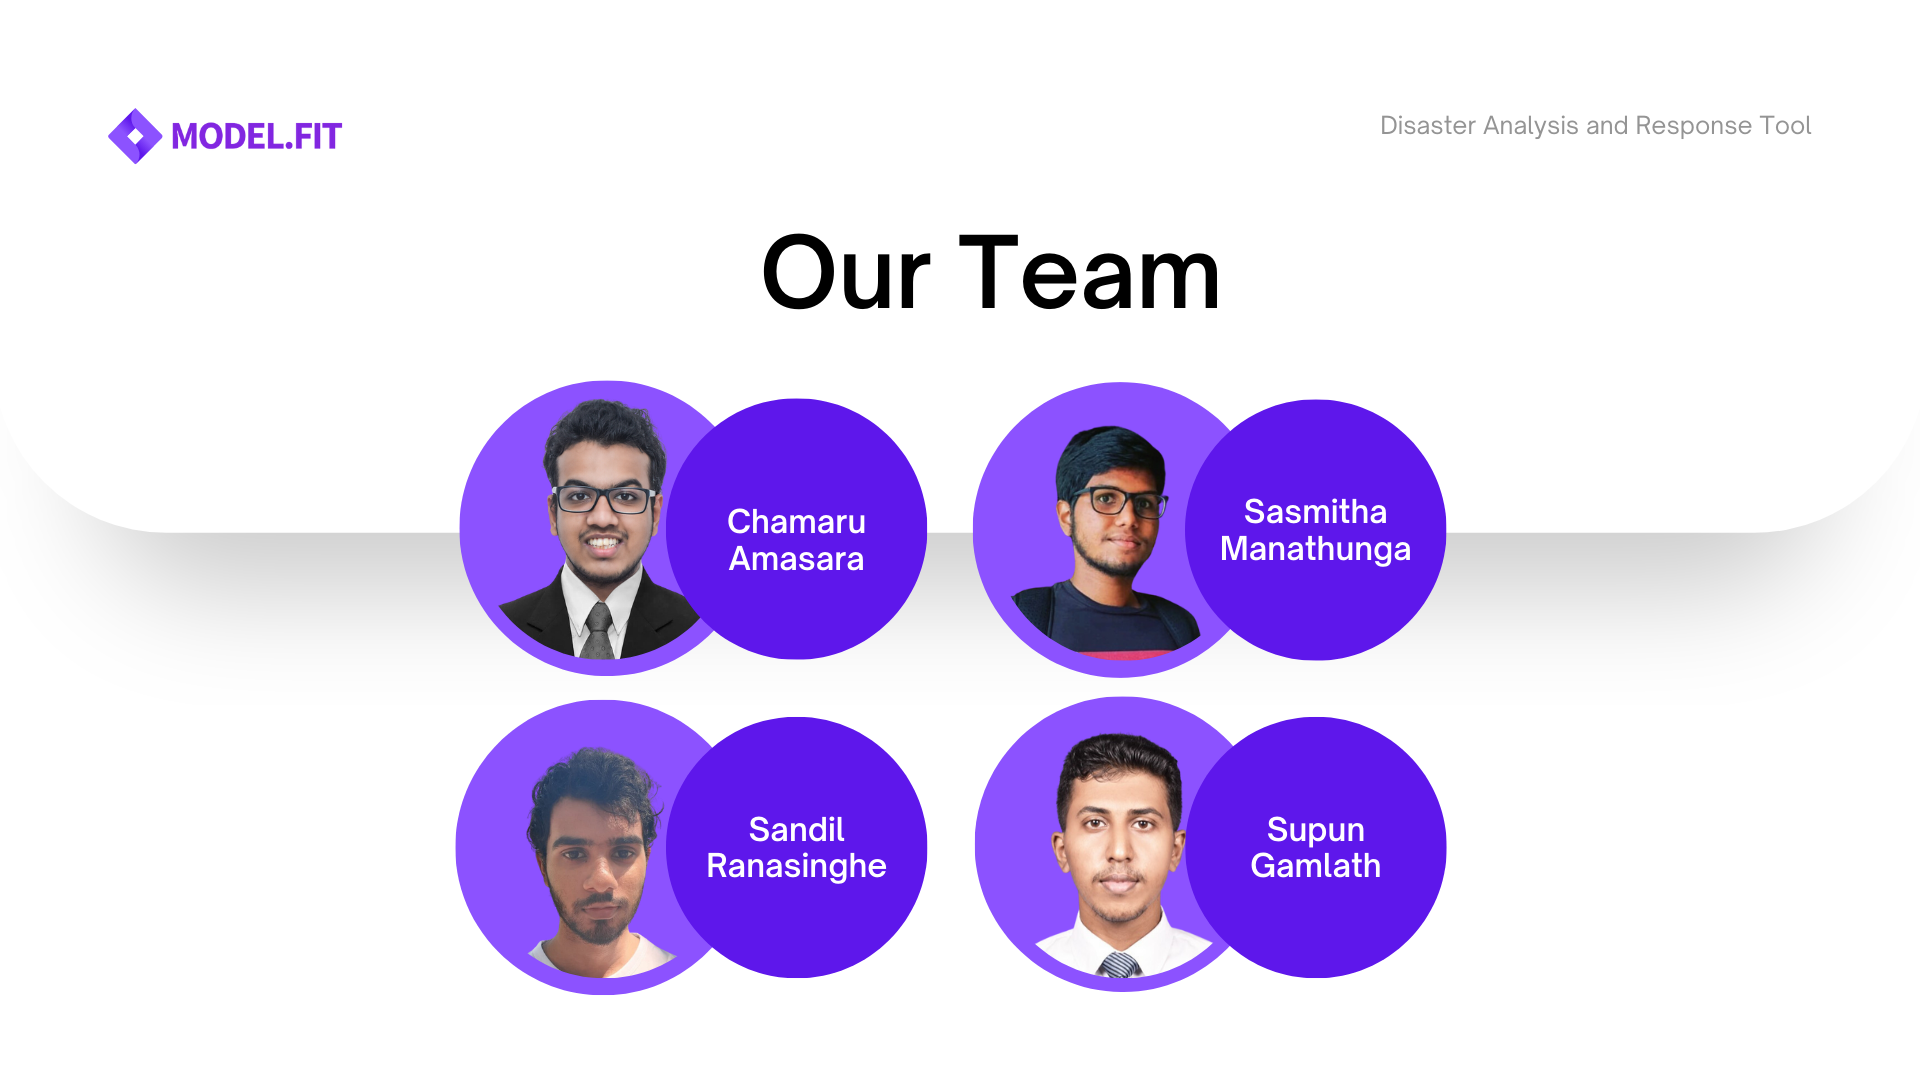 MODEL.FIT
Disaster Analysis and Response Tool
Our Team
Chamaru
Amasara
Sasmitha
Manathunga
Sandil
Ranasinghe
Supun
Gamlath